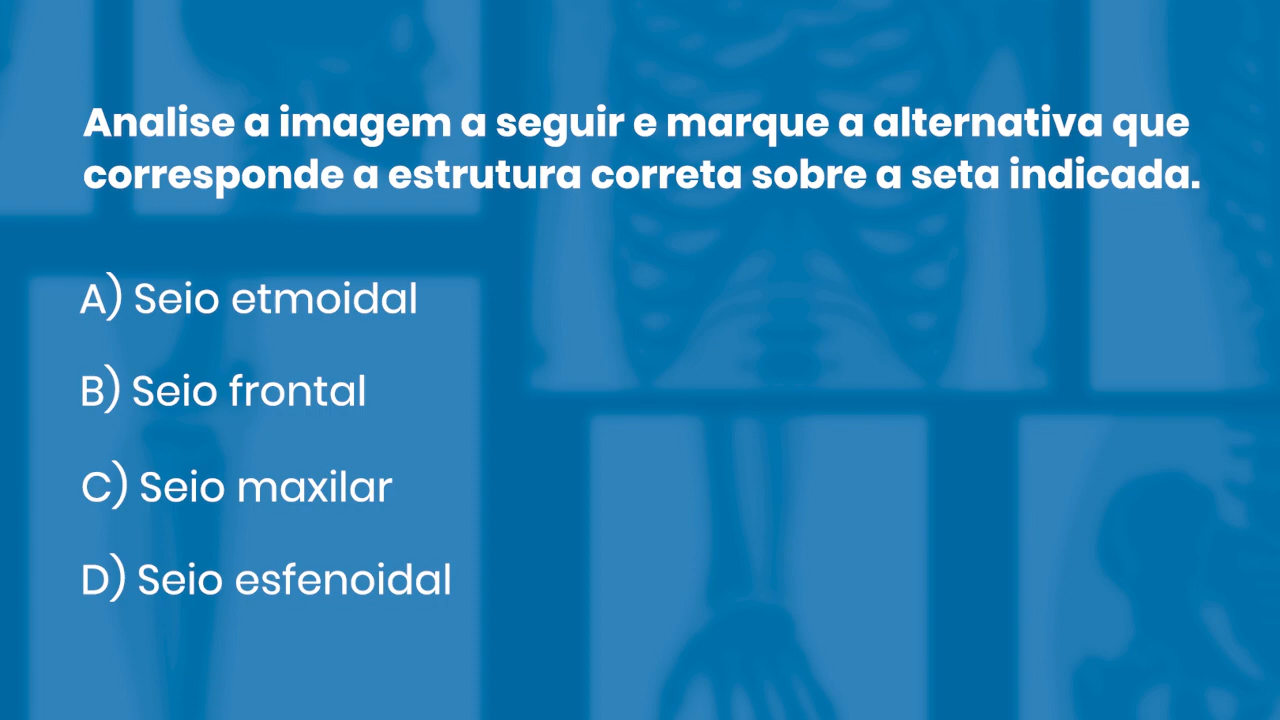 Analise a imagem a seguir e marque a alternativa que
corresponde a estrutura correta sobre a seta indicada.
A) Seio etmoidal
B) Seio frontal
C) Seio maxilar
D) Seio esfenoidal